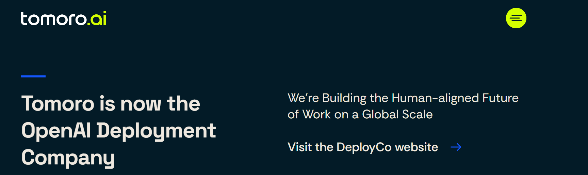 tomoro.ai
Tomoro is now the
OpenAI Deployment
Company
We're Building the Human-aligned Future
of Work on a Global Scale
Visit the DeployCo website